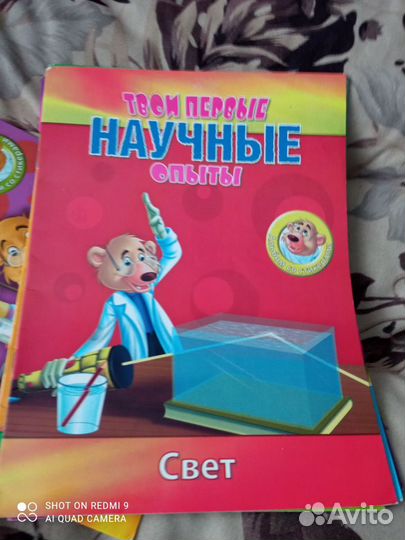 ТВОИ ПЕРВЫЕ
НАУЧНЫЕ
ОПЫТЫ
Свет
SHOT ON REDMI 9
AI QUAD CAMERA
Avito